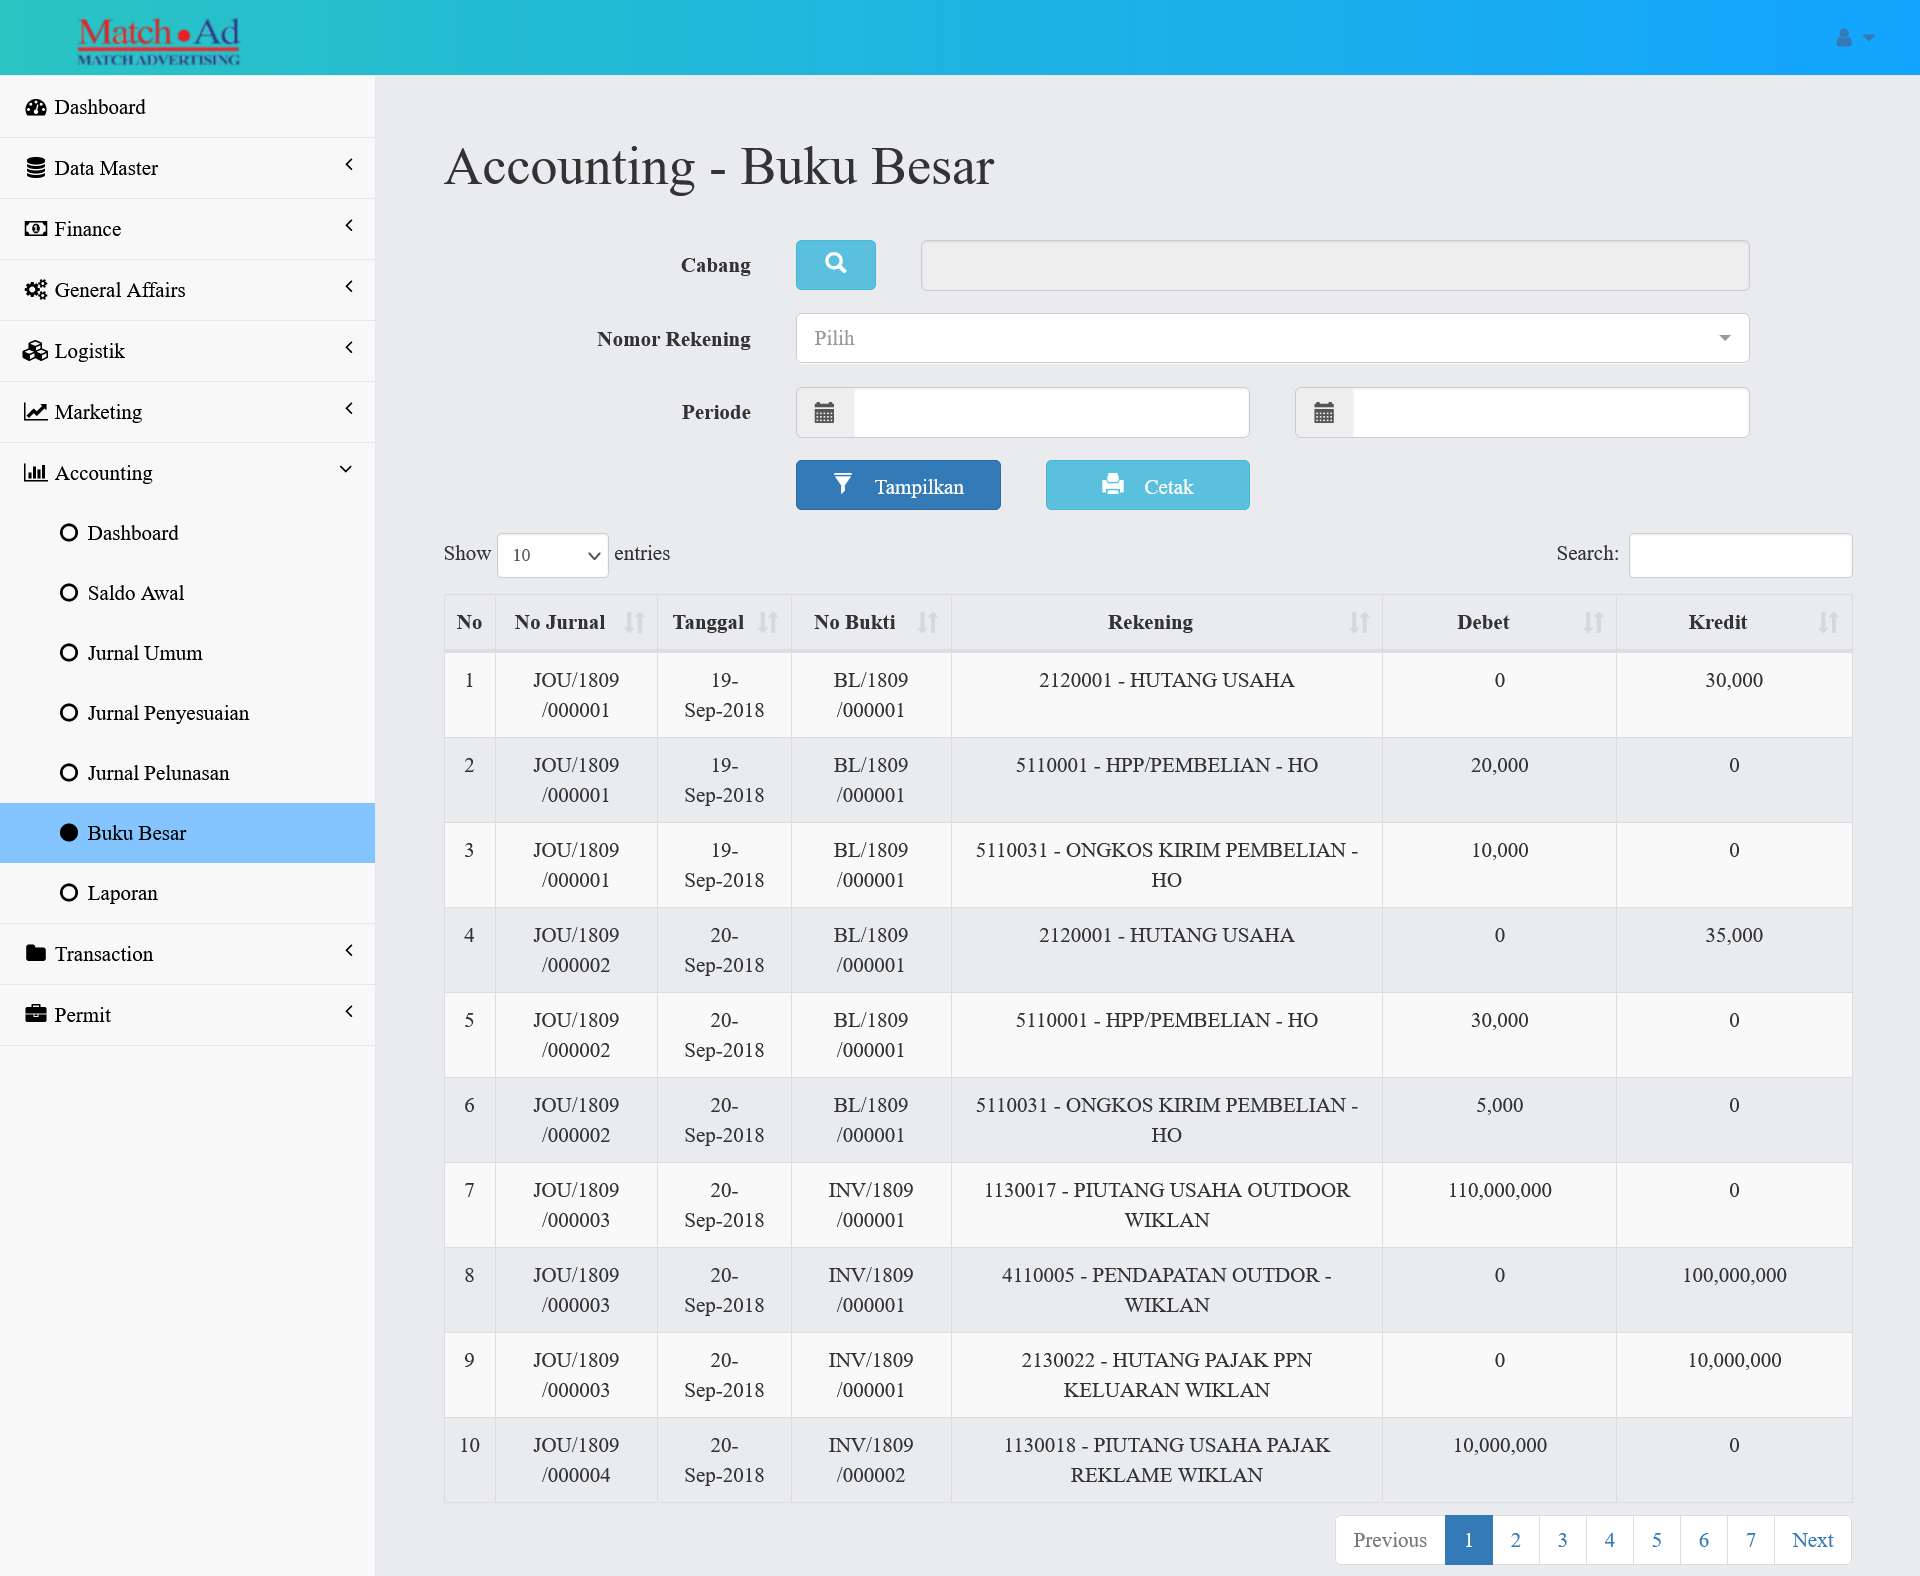 Match Ad
MATCH ADVERTISING
Dashboard
Data Master
Finance
General Affairs
Logistik
Marketing
Accounting
Dashboard
Saldo Awal
Jurnal Umum
Jurnal Penyesuaian
Jurnal Pelunasan
Buku Besar
Laporan
Transaction
Permit
Accounting - Buku Besar
Cabang
Nomor Rekening Pilih
Periode
Tampilkan Cetak
Show 10 entries Search:
No No Jurnal Tanggal No Bukti Rekening Debet Kredit
1 JOU/1809 19- BL/1809 2120001 - HUTANG USAHA 0 30,000
/000001 Sep-2018 /000001
2 JOU/1809 19- BL/1809 5110001 - HPP/PEMBELIAN - HO 20,000 0
/000001 Sep-2018 /000001
3 JOU/1809 19- BL/1809 5110031 - ONGKOS KIRIM PEMBELIAN - 10,000 0
/000001 Sep-2018 /000001 HO
4 JOU/1809 20- BL/1809 2120001 - HUTANG USAHA 0 35,000
/000002 Sep-2018 /000001
5 JOU/1809 20- BL/1809 5110001 - HPP/PEMBELIAN - HO 30,000 0
/000002 Sep-2018 /000001
6 JOU/1809 20- BL/1809 5110031 - ONGKOS KIRIM PEMBELIAN - 5,000 0
/000002 Sep-2018 /000001 HO
7 JOU/1809 20- INV/1809 1130017 - PIUTANG USAHA OUTDOOR 110,000,000 0
/000003 Sep-2018 /000001 WIKLAN
8 JOU/1809 20- INV/1809 4110005 - PENDAPATAN OUTDOR - 0 100,000,000
/000003 Sep-2018 /000001 WIKLAN
9 JOU/1809 20- INV/1809 2130022 - HUTANG PAJAK PPN 0 10,000,000
/000003 Sep-2018 /000001 KELUARAN WIKLAN
10 JOU/1809 20- INV/1809 1130018 - PIUTANG USAHA PAJAK 10,000,000 0
/000004 Sep-2018 /000002 REKLAME WIKLAN
Previous 1 2 3 4 5 6 7 Next